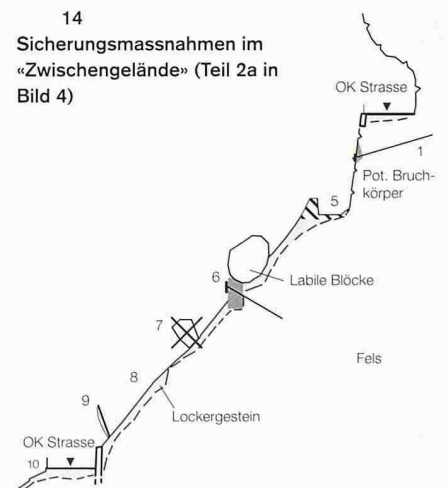 14
Sicherungsmassnahmen im
«Zwischengelände» (Teil 2a in
Bild 4)
OK Strasse
1
Pot. Bruch-
körper
5
Labile Blöcke
6
7
Fels
8
Lockergestein
9
OK Strasse
10